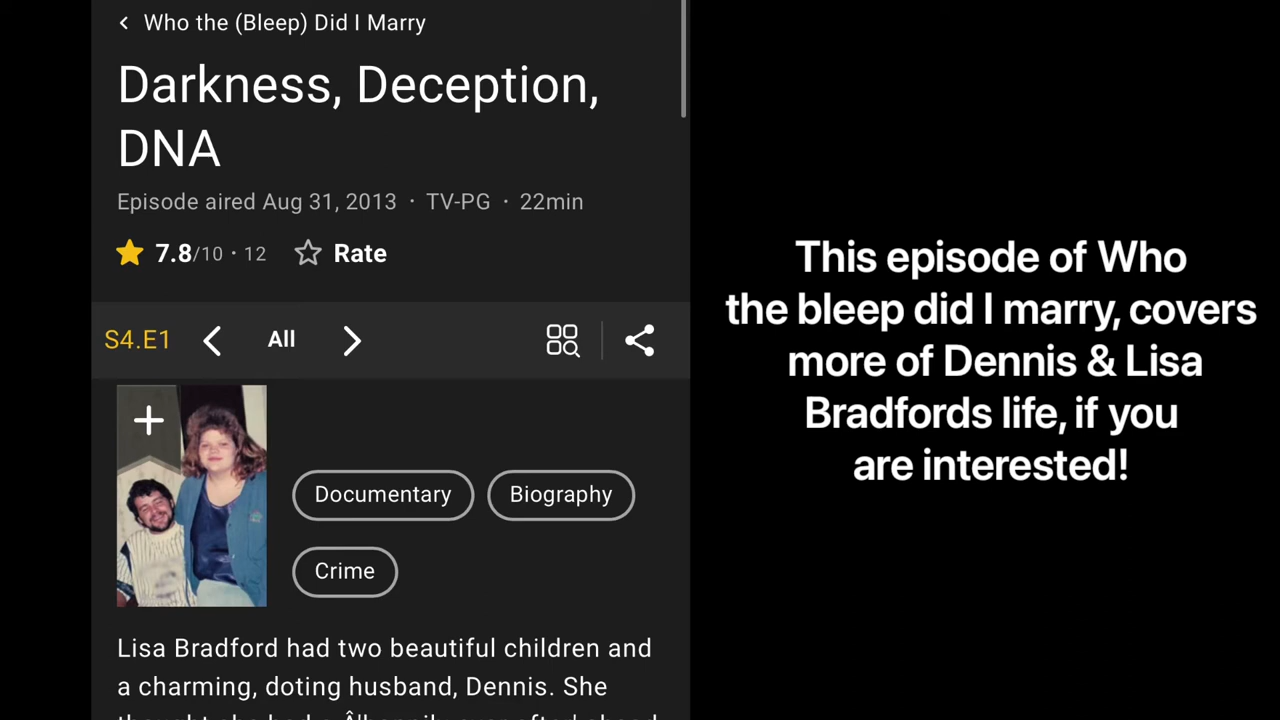 Who the (Bleep) Did I Marry
Darkness, Deception,
DNA
Episode aired Aug 31, 2013 · TV-PG · 22min
7.8/10 · 12 Rate
S4.E1 All
Documentary Biography
Crime
Lisa Bradford had two beautiful children and
a charming, doting husband, Dennis. She
This episode of Who
the bleep did I marry, covers
more of Dennis & Lisa
Bradfords life, if you
are interested!